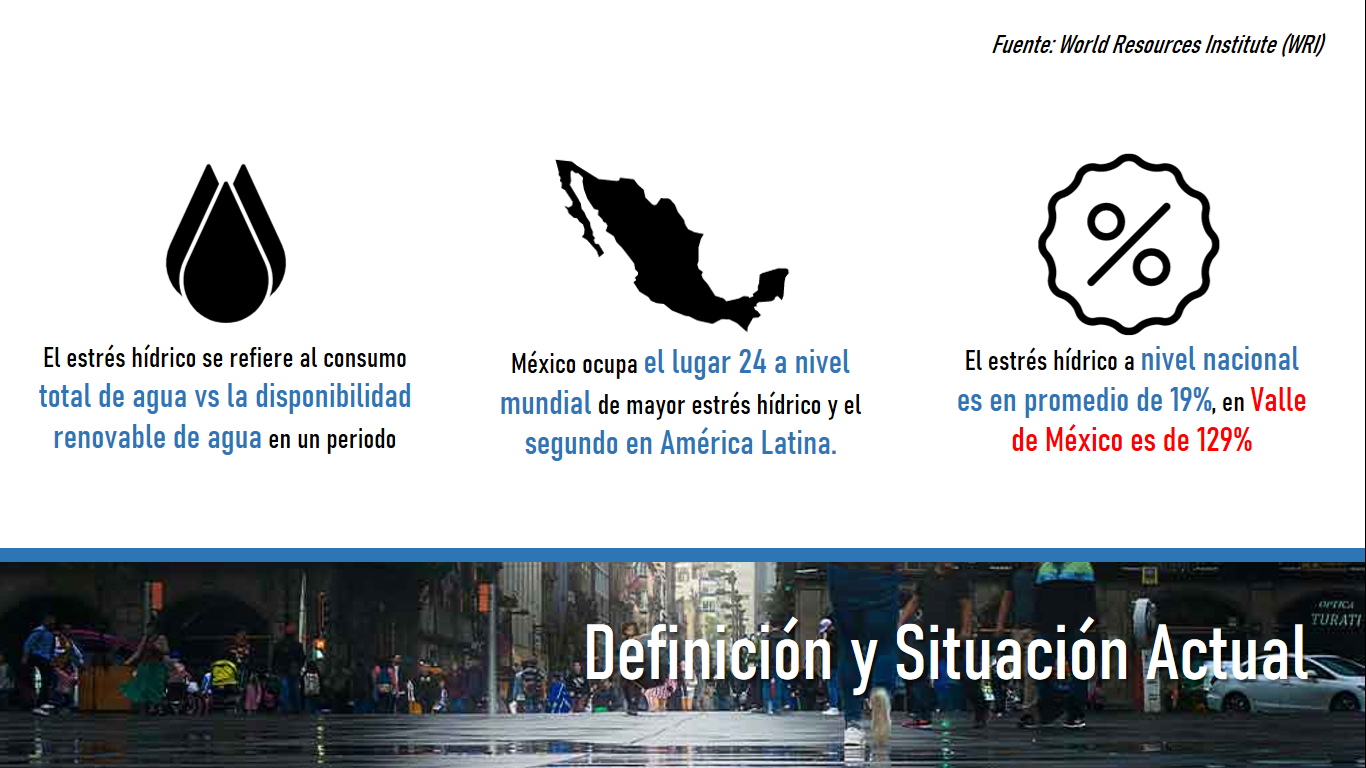 Fuente: World Resources Institute (WRI)
El estrés hídrico se refiere al consumo
total de agua vs la disponibilidad
renovable de agua en un periodo
México ocupa el lugar 24 a nivel
mundial de mayor estrés hídrico y el
segundo en América Latina.
%
El estrés hídrico a nivel nacional
es en promedio de 19%, en Valle
de México es de 129%
OPTICA
TURATI
Definición y Situación Actual